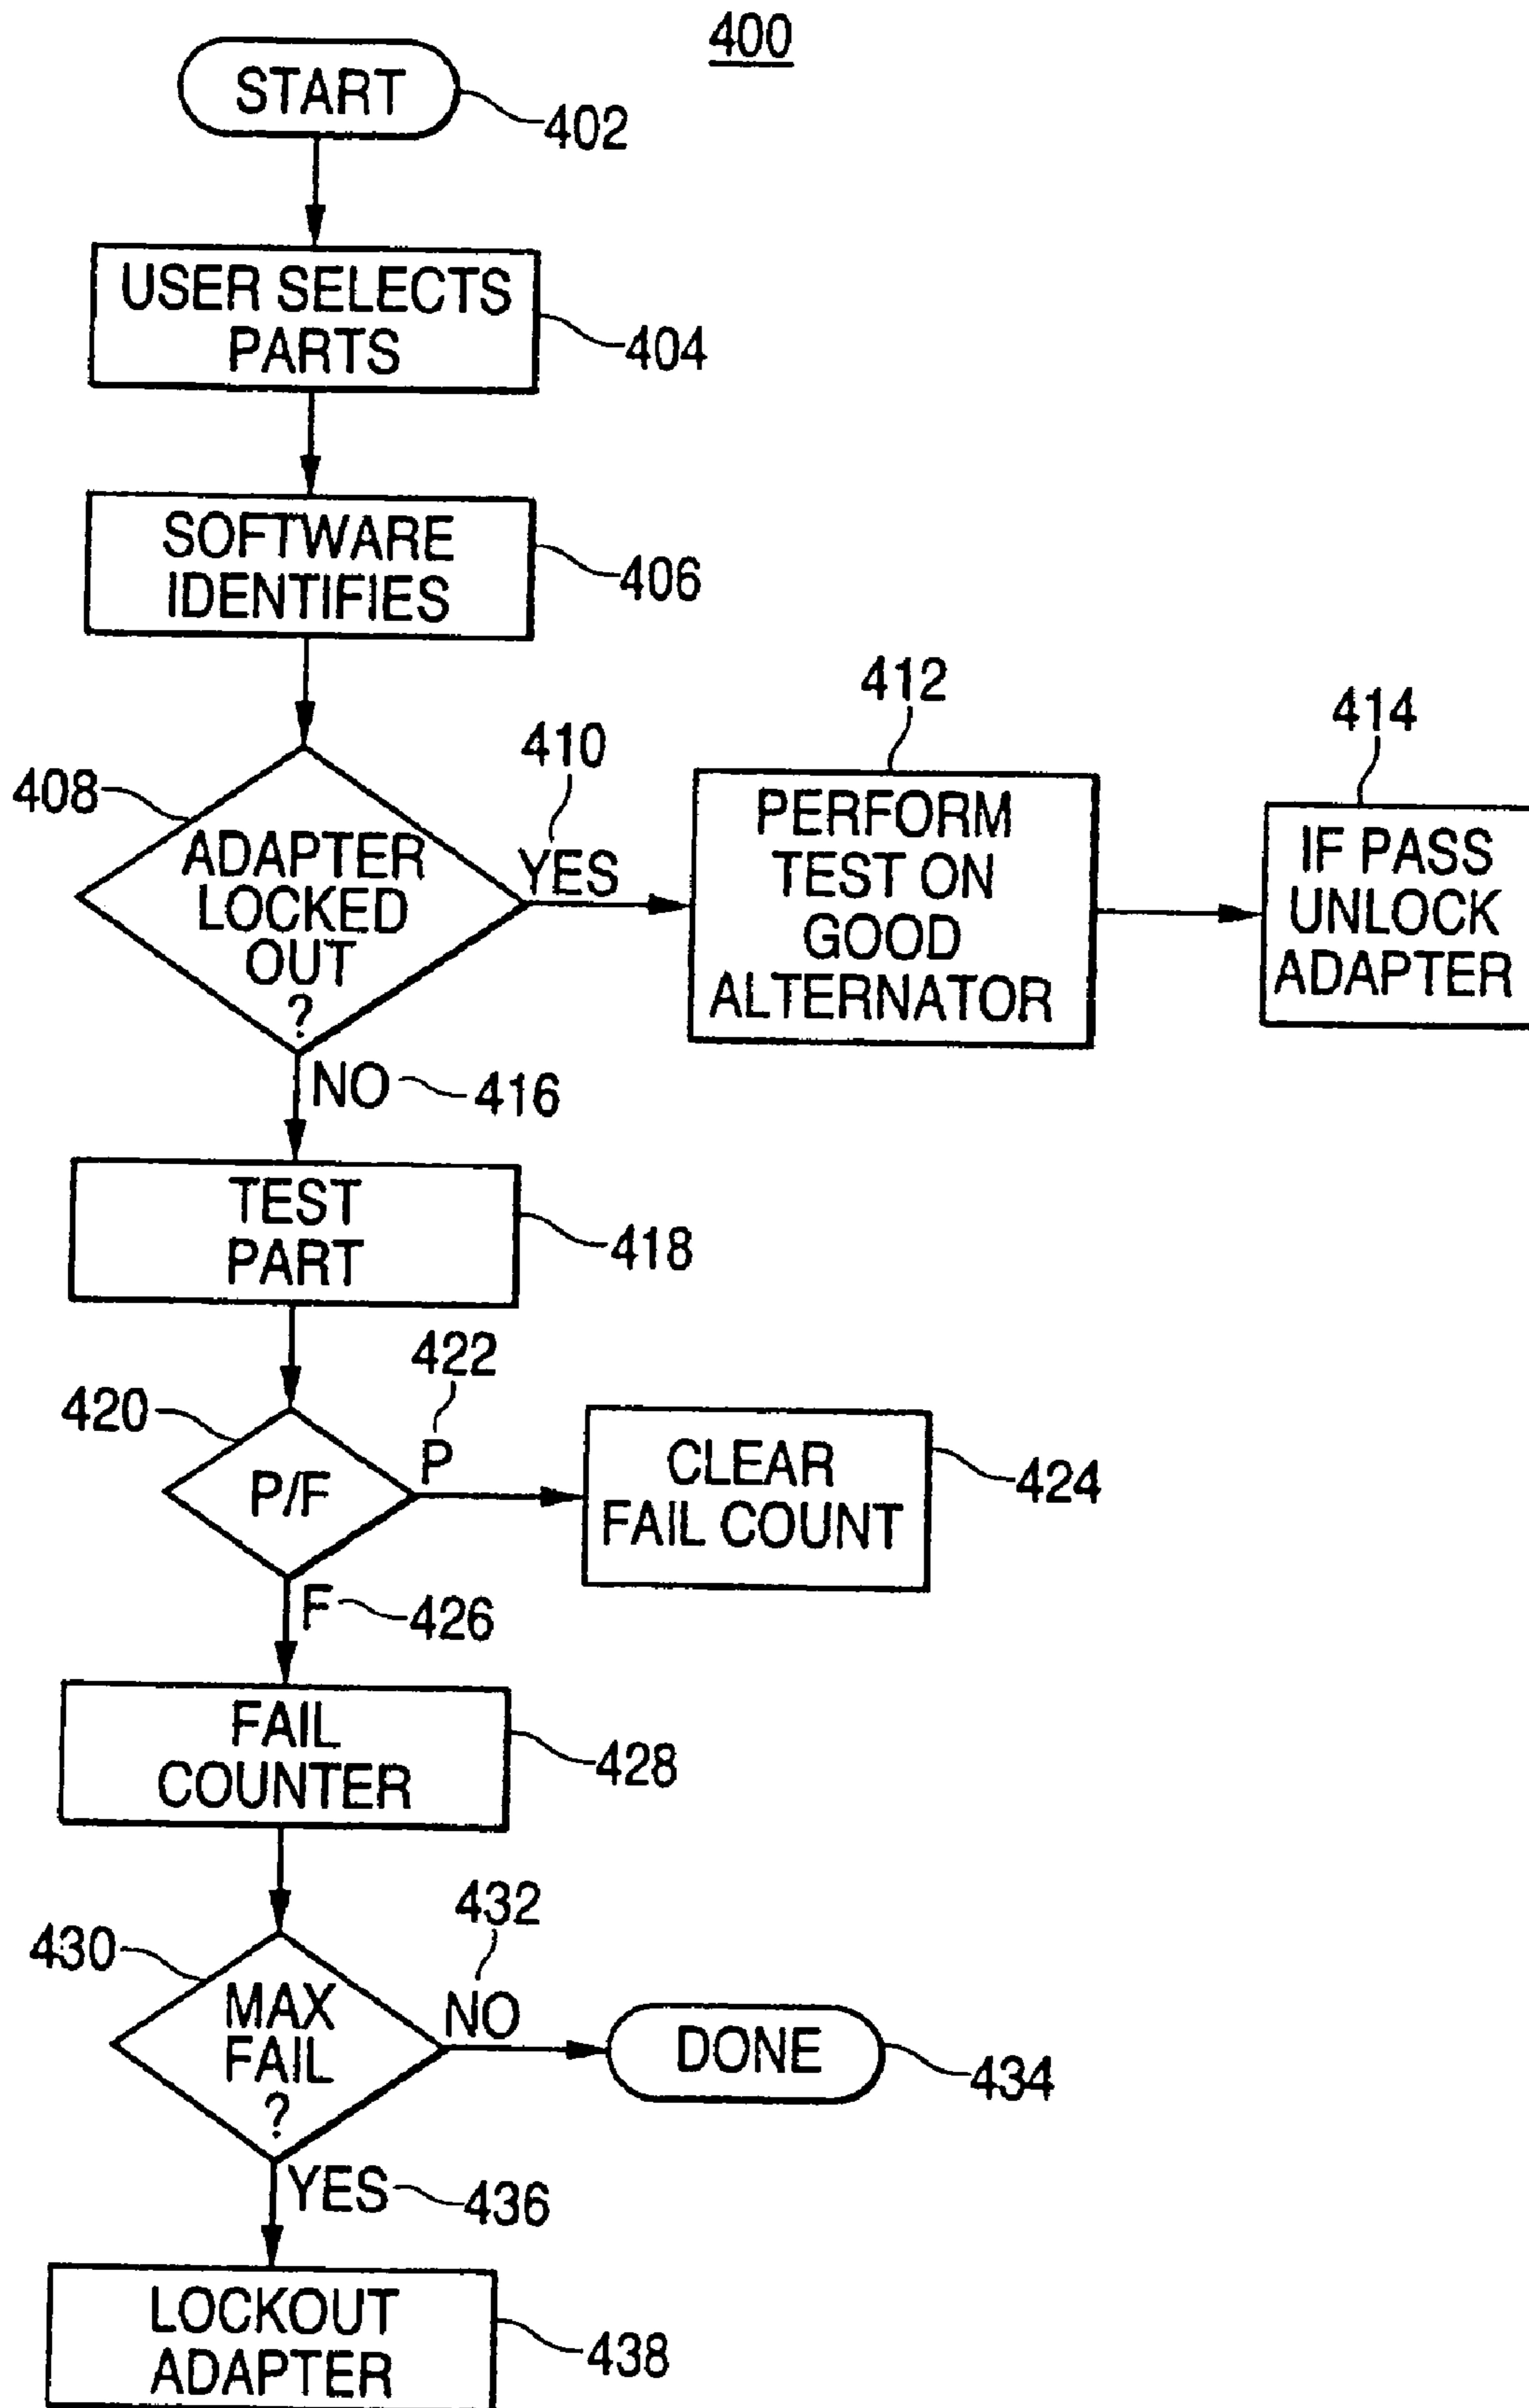 400
START
402
USER SELECTS
PARTS
404
SOFTWARE
IDENTIFIES
406
408
ADAPTER
LOCKED
OUT
?
410
YES
412
PERFORM
TEST ON
GOOD
ALTERNATOR
414
IF PASS
UNLOCK
ADAPTER
NO
416
TEST
PART
418
420
P/F
422
P
CLEAR
FAIL COUNT
424
F
426
FAIL
COUNTER
428
430
MAX
FAIL
?
432
NO
DONE
434
YES
436
LOCKOUT
ADAPTER
438